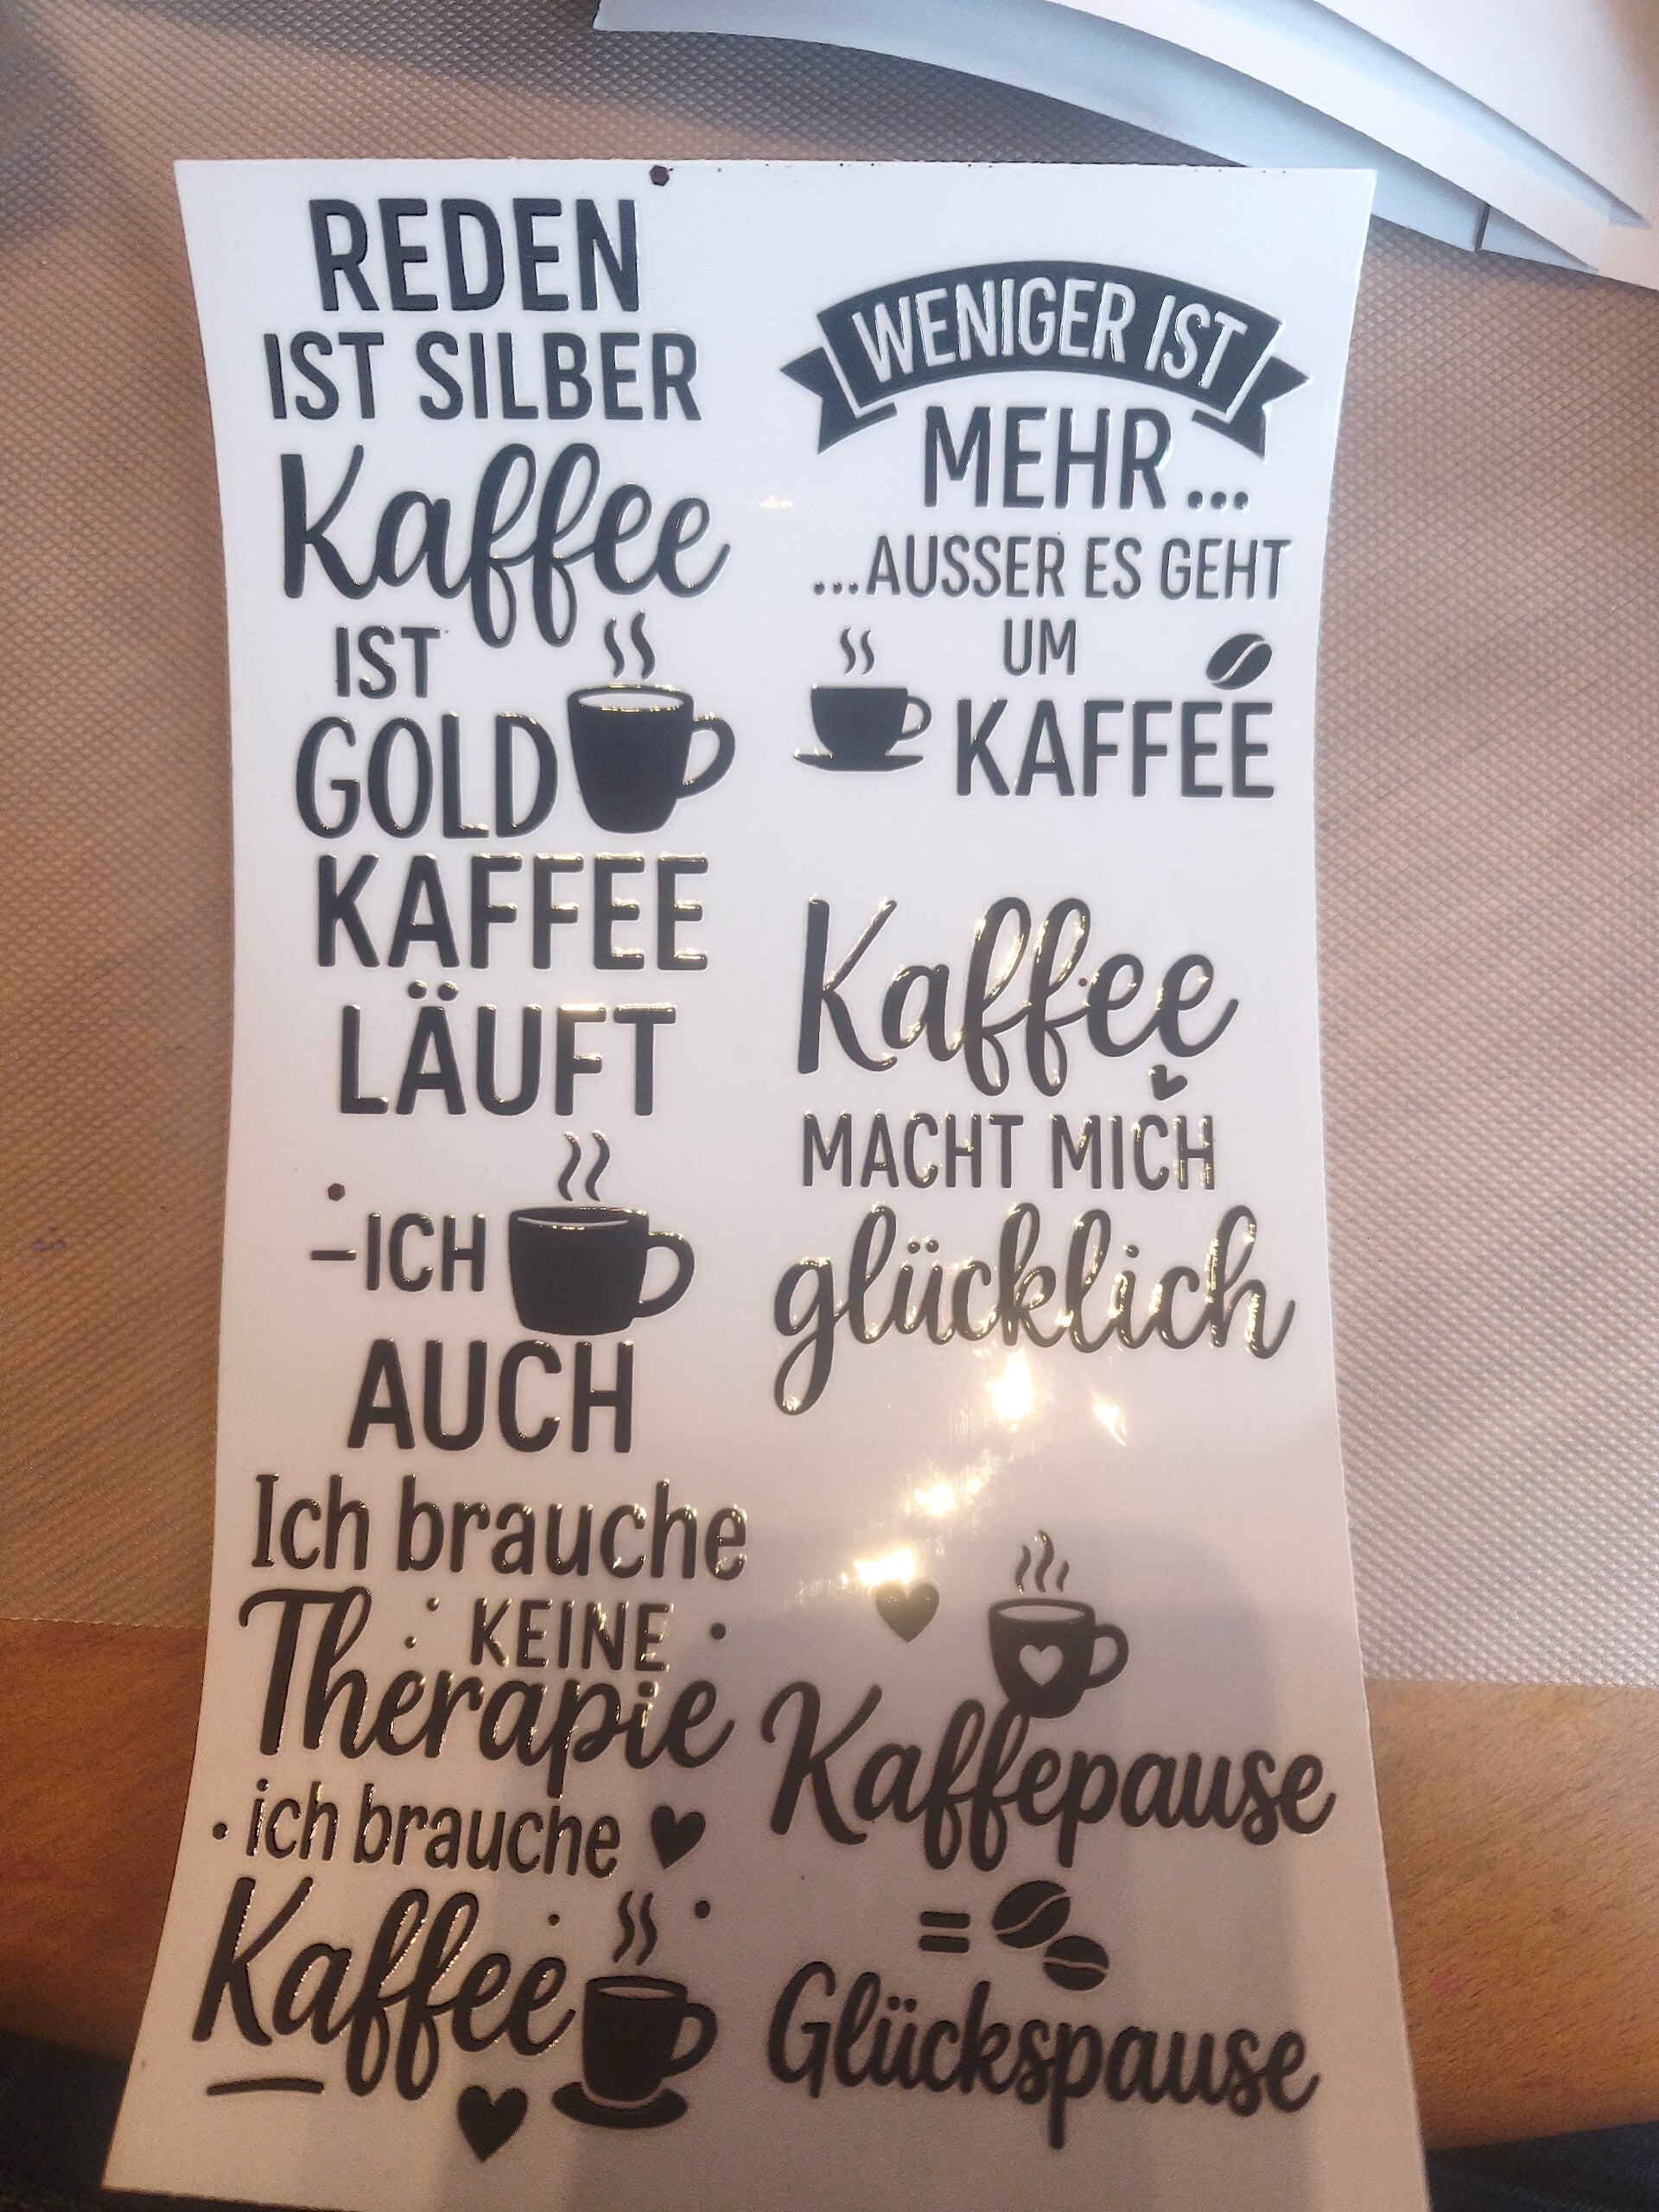 REDEN
IST SILBER
Kaffee
IST
GOLD
KAFFEE
LÄUFT
–ICH
AUCH
Ich brauche
KEINE
Therapie
ich brauche
Kaffee
WENIGER IST
MEHR...
...AUSSER ES GEHT
UM
KAFFEE
Kaffee
MACHT MICH
glücklich
Kaffepause
=
Glückspause